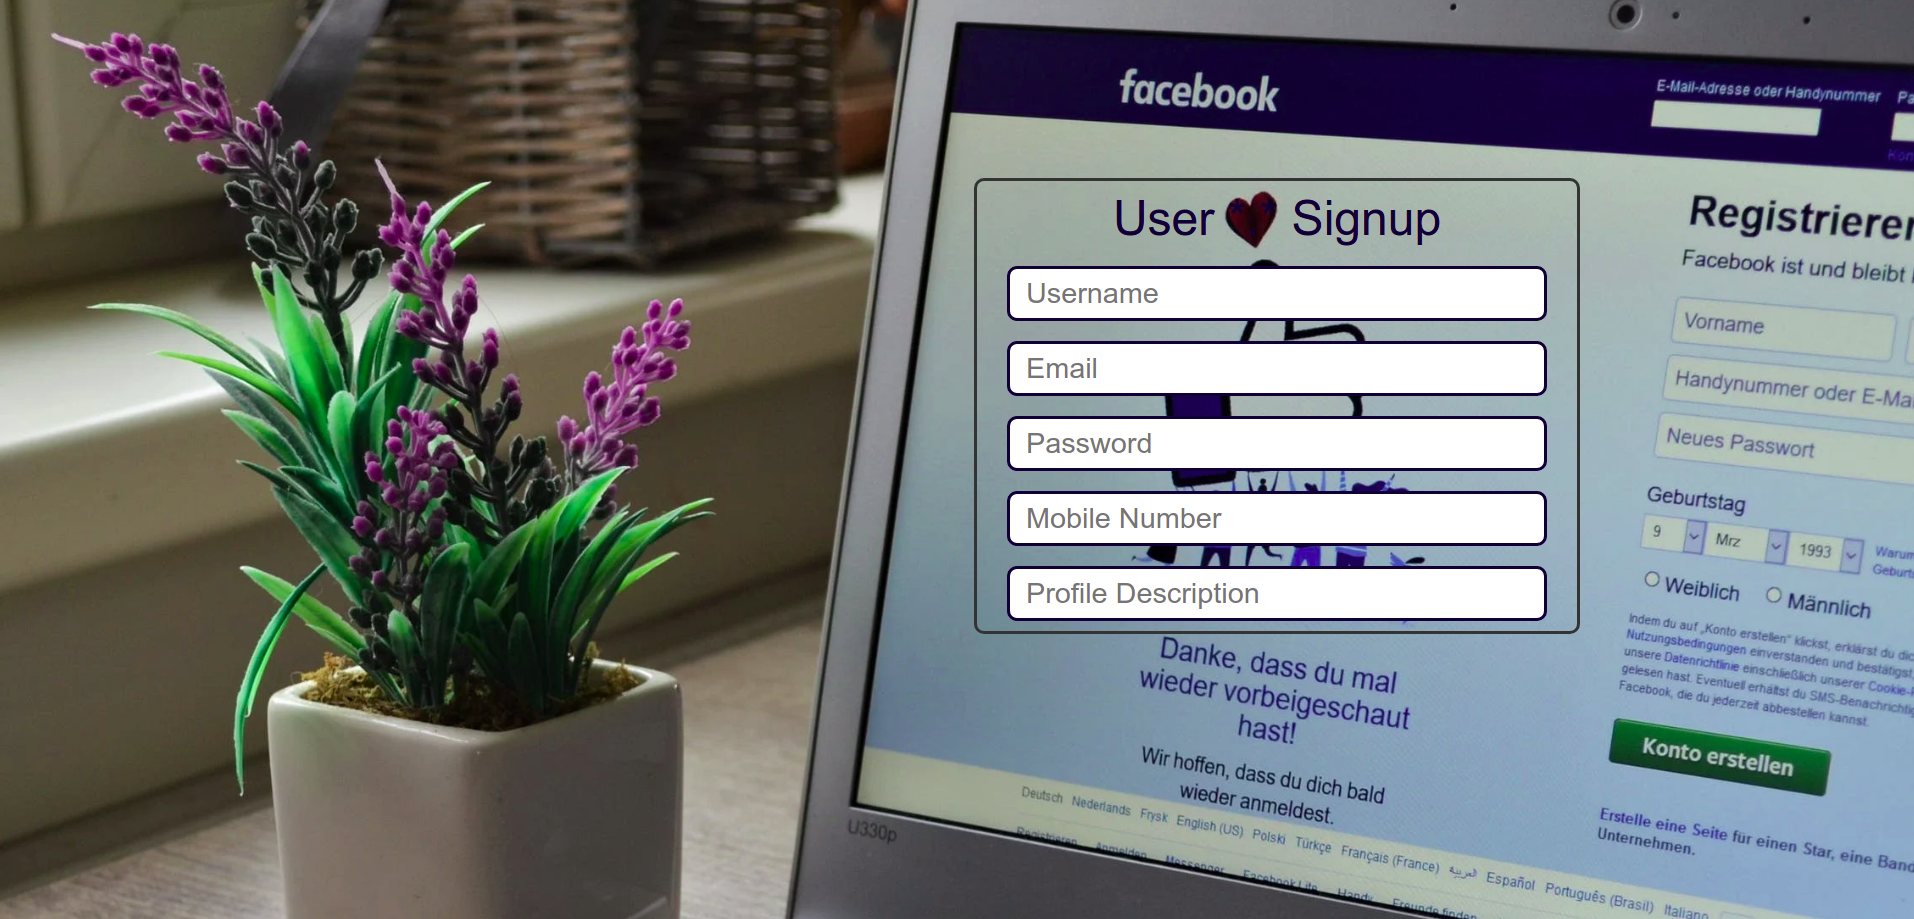 facebook
E-Mail-Adresse oder Handynummer
User Signup
Username
Email
Password
Mobile Number
Profile Description
Registrieren
Facebook ist und bleibt
Vorname
Handynummer oder E-Mai
Neues Passwort
Geburtstag
9 Mrz 1993
Warum
Geburt
Weiblich Männlich
Indem du auf „Konto erstellen“ klickst, erklärst du dic
Nutzungsbedingungen einverstanden und bestätigst,
unsere Datenrichtlinie einschließlich unserer Cookie-R
gelesen hast. Eventuell erhältst du SMS-Benachrichtig
Facebook, die du jederzeit abbestellen kannst.
Konto erstellen
Erstelle eine Seite für einen Star, eine Band
Unternehmen.
Danke, dass du mal
wieder vorbeigeschaut
hast!
Wir hoffen, dass du dich bald
wieder anmeldest.
Deutsch Nederlands Frysk English (US) Polski Türkçe Français (France) العربية Español Português (Brasil) Italiano
Registrieren Anmelden Messenger Facebook Lite Handy Freunde finden
U330p